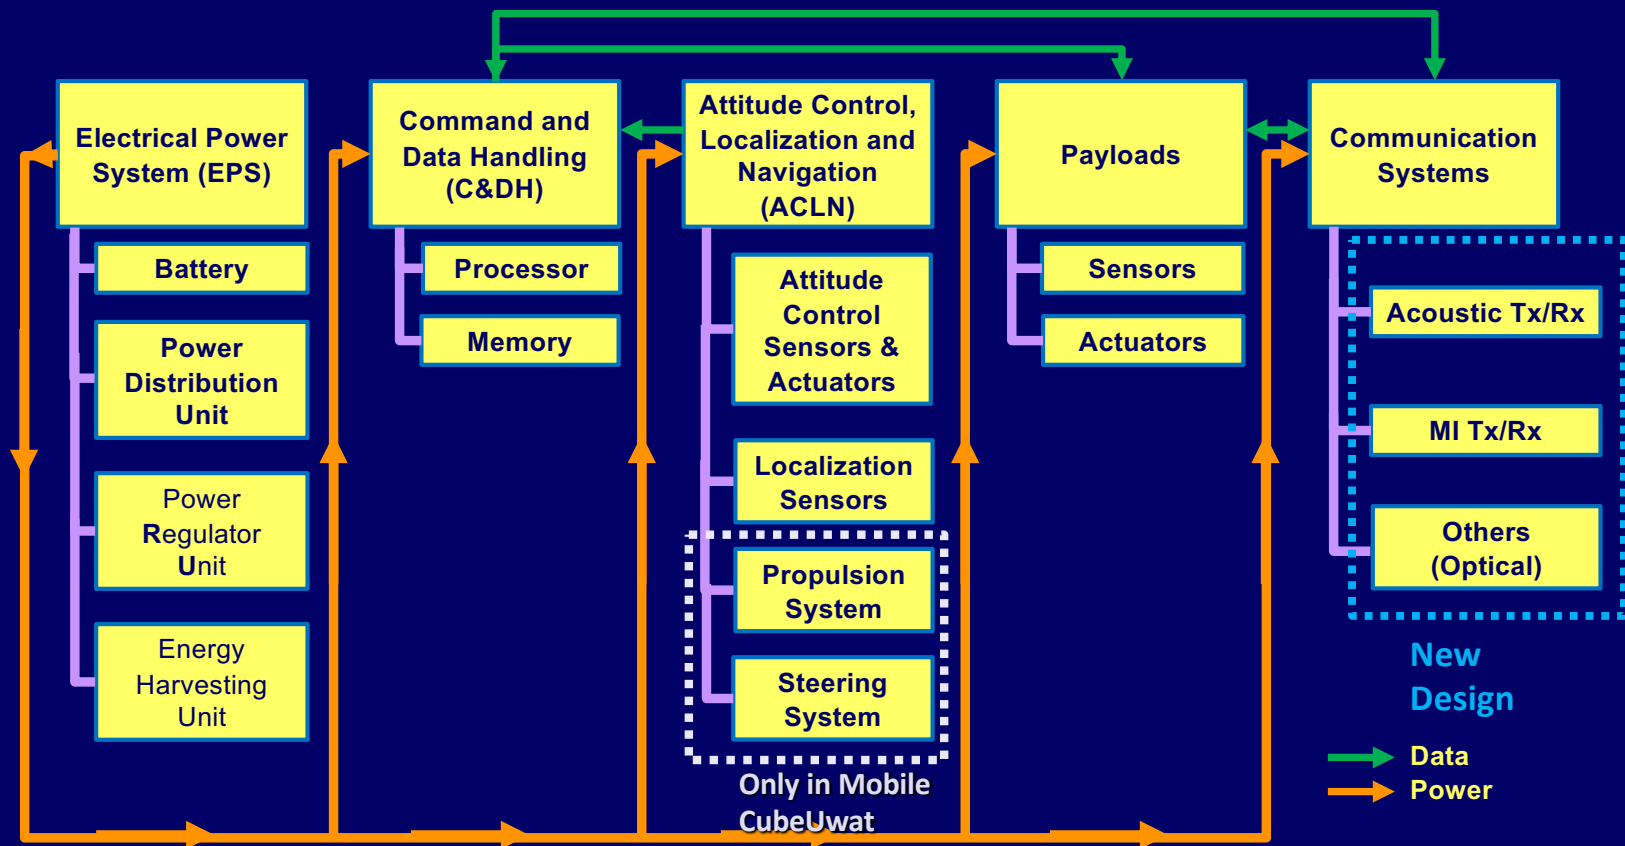 Electrical Power
System (EPS)
Battery
Power
Distribution
Unit
Power
Regulator
Unit
Energy
Harvesting
Unit
Command and
Data Handling
(C&DH)
Processor
Memory
Attitude Control,
Localization and
Navigation
(ACLN)
Attitude
Control
Sensors &
Actuators
Localization
Sensors
Propulsion
System
Steering
System
Only in Mobile
CubeUwat
Payloads
Sensors
Actuators
Communication
Systems
Acoustic Tx/Rx
MI Tx/Rx
Others
(Optical)
New
Design
Data
Power